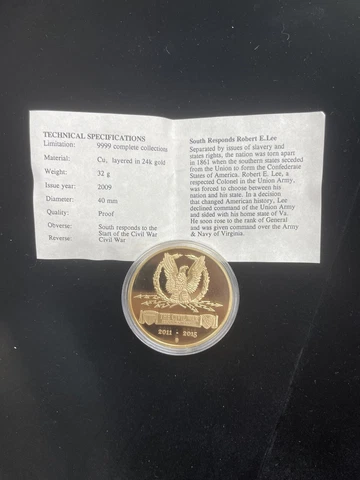 TECHNICAL SPECIFICATIONS
Limitation: 9999 complete collections
Material: Cu, layered in 24k gold
Weight: 32 g
Issue year: 2009
Diameter: 40 mm
Quality: Proof
Obverse: South responds to the
Start of the Civil War
Reverse: Civil War
South Responds Robert E.Lee
Separated by issues of slavery and
states rights, the nation was torn apart
in 1861 when the southern states seceded
from the Union to form the Confederate
States of America. Robert E. Lee, a
respected Colonel in the Union Army,
was forced to choose between his
nation and his state. In a decision
that changed American history, Lee
declined command of the Union Army
and sided with his home state of Va.
He soon rose to the rank of General
and was given command over the Army
& Navy of Virginia.
CIVIL WAR
2011 · 2015